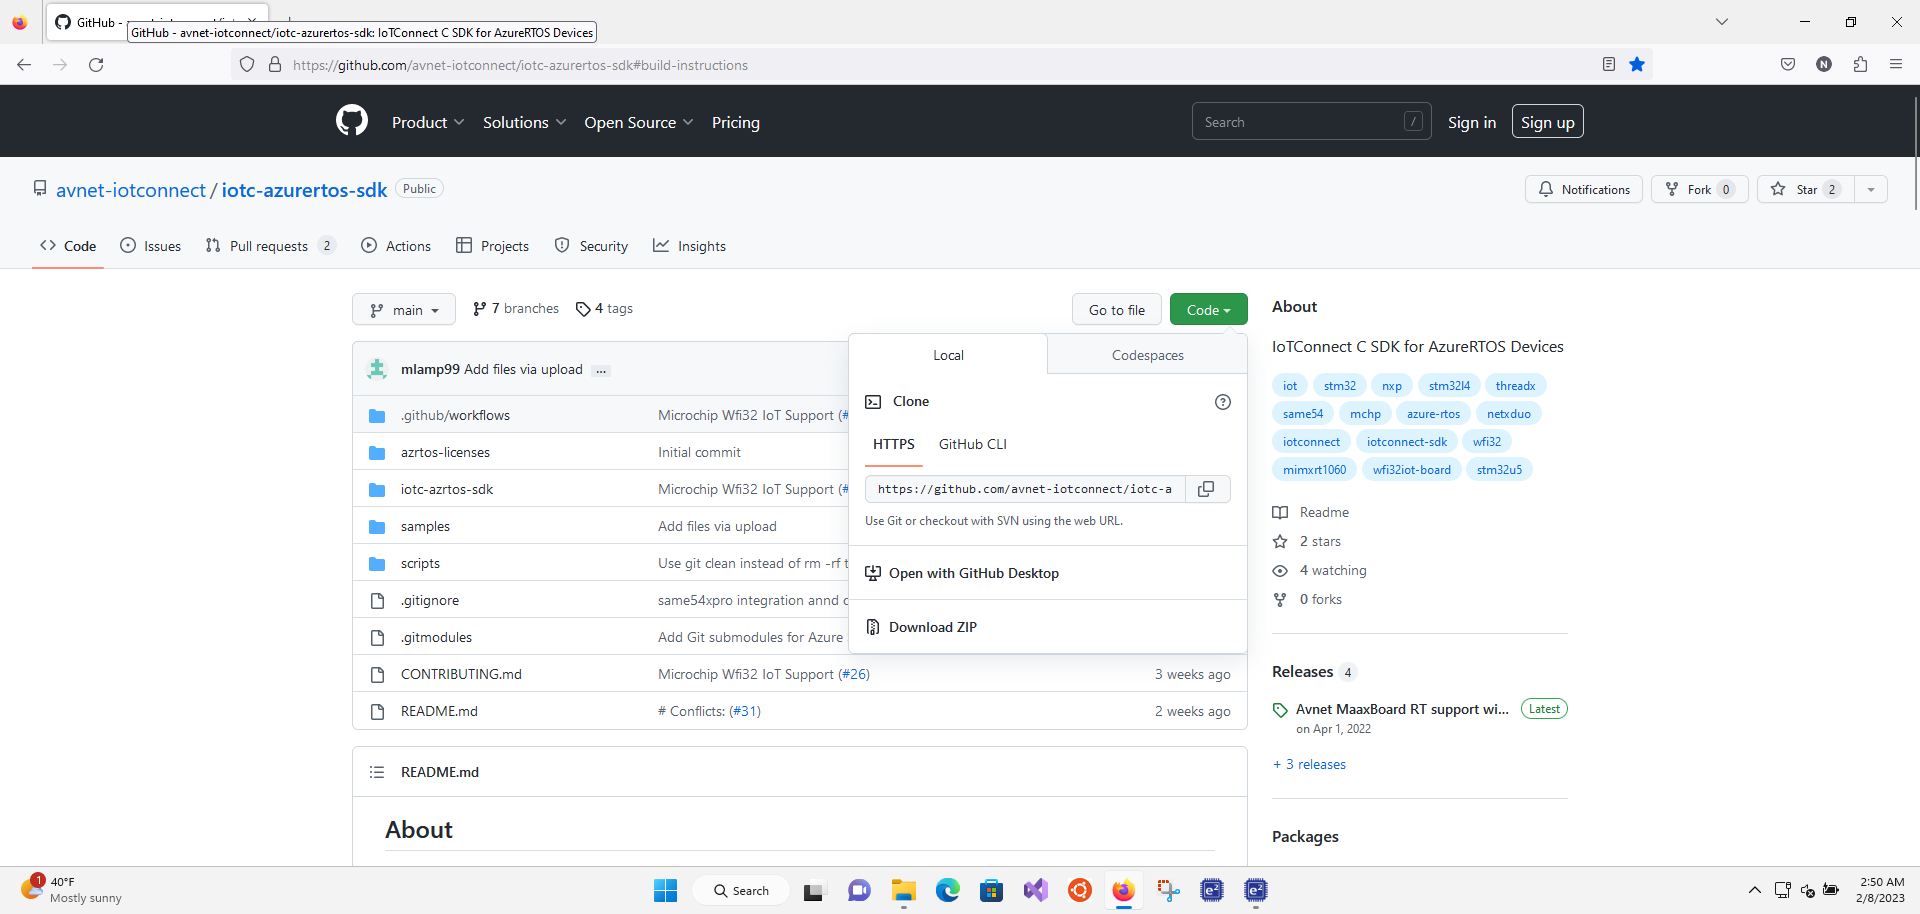 GitHub -
GitHub - avnet-iotconnect/iotc-azurertos-sdk: IoTConnect C SDK for AzureRTOS Devices
https://github.com/avnet-iotconnect/iotc-azurertos-sdk#build-instructions
N
Product
Solutions
Open Source
Pricing
Search
/
Sign in
Sign up
avnet-iotconnect / iotc-azurertos-sdk
Public
Notifications
Fork 0
Star 2
Code
Issues
Pull requests 2
Actions
Projects
Security
Insights
main
7 branches
4 tags
Go to file
Code
mlamp99 Add files via upload ...
.github/workflows
Microchip Wfi32 IoT Support (#
azrtos-licenses
Initial commit
iotc-azrtos-sdk
Microchip Wfi32 IoT Support (#
samples
Add files via upload
scripts
Use git clean instead of rm -rf t
.gitignore
same54xpro integration annd c
.gitmodules
Add Git submodules for Azure
CONTRIBUTING.md
Microchip Wfi32 IoT Support (#26)
3 weeks ago
README.md
# Conflicts: (#31)
2 weeks ago
Local
Codespaces
Clone
HTTPS
GitHub CLI
https://github.com/avnet-iotconnect/iotc-a
Use Git or checkout with SVN using the web URL.
Open with GitHub Desktop
Download ZIP
README.md
About
About
IoTConnect C SDK for AzureRTOS Devices
iot stm32 nxp stm32l4 threadx
same54 mchp azure-rtos netxduo
iotconnect iotconnect-sdk wfi32
mimxrt1060 wfi32iot-board stm32u5
Readme
2 stars
4 watching
0 forks
Releases 4
Avnet MaaxBoard RT support wi...
Latest
on Apr 1, 2022
+ 3 releases
Packages
1
40°F
Mostly sunny
Search
e²
e²
2:50 AM
2/8/2023